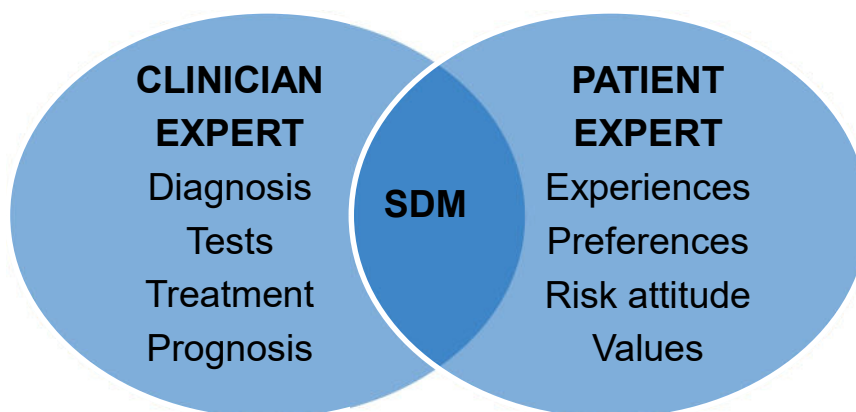 CLINICIAN
EXPERT
Diagnosis
Tests
Treatment
Prognosis
SDM
PATIENT
EXPERT
Experiences
Preferences
Risk attitude
Values